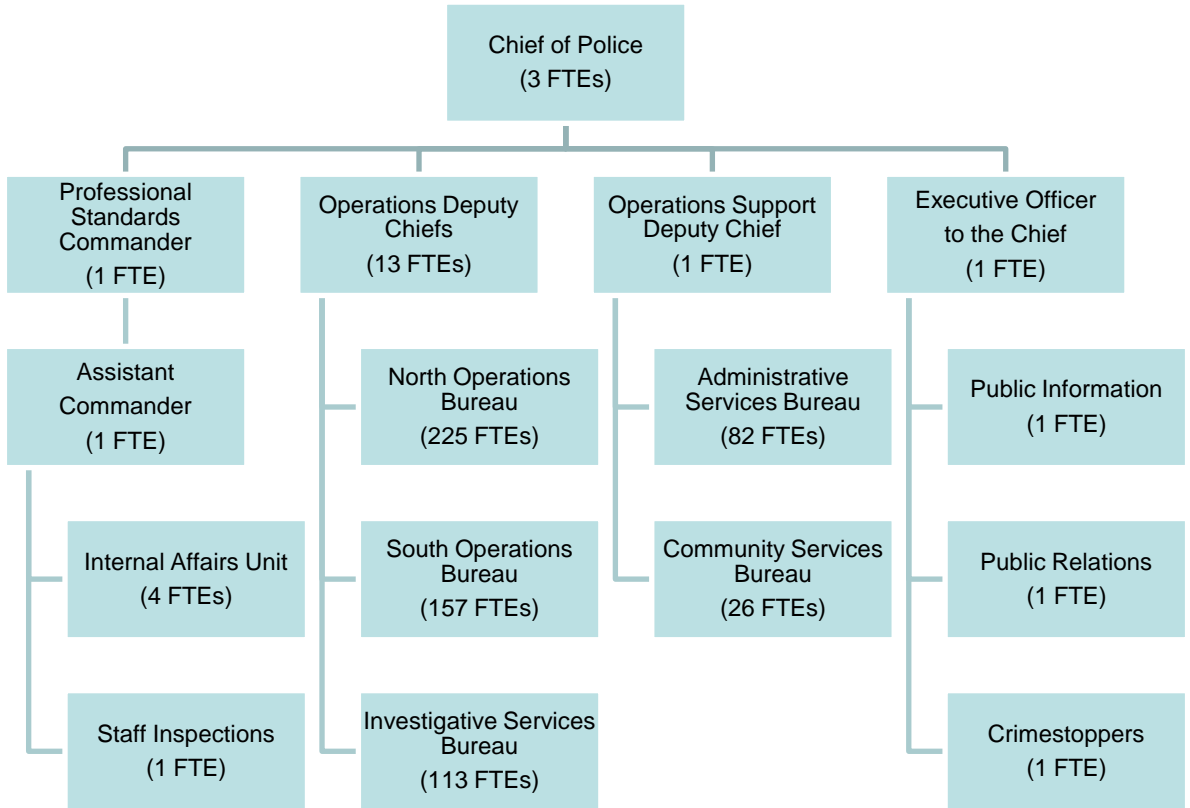 Chief of Police
(3 FTEs)
Professional
Standards
Commander
(1 FTE)
Operations Deputy
Chiefs
(13 FTEs)
Operations Support
Deputy Chief
(1 FTE)
Executive Officer
to the Chief
(1 FTE)
Assistant
Commander
(1 FTE)
North Operations
Bureau
(225 FTEs)
Administrative
Services Bureau
(82 FTEs)
Public Information
(1 FTE)
Internal Affairs Unit
(4 FTEs)
South Operations
Bureau
(157 FTEs)
Community Services
Bureau
(26 FTEs)
Public Relations
(1 FTE)
Staff Inspections
(1 FTE)
Investigative Services
Bureau
(113 FTEs)
Crimestoppers
(1 FTE)